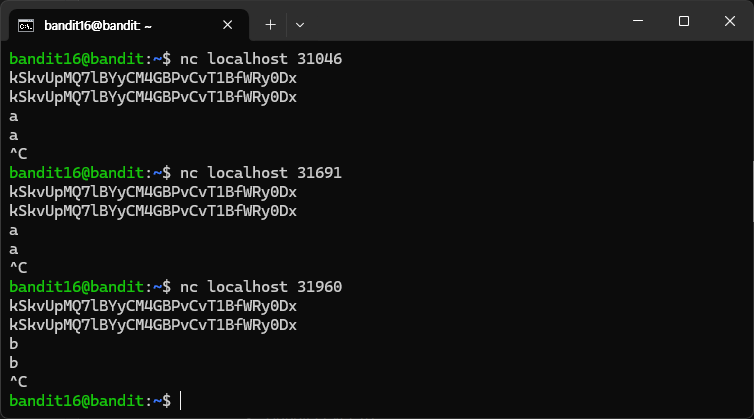 bandit16@bandit: ~
bandit16@bandit:~$ nc localhost 31046
kSkvUpMQ7lBYyCM4GBPvCvT1BfWRy0Dx
kSkvUpMQ7lBYyCM4GBPvCvT1BfWRy0Dx
a
a
^C
bandit16@bandit:~$ nc localhost 31691
kSkvUpMQ7lBYyCM4GBPvCvT1BfWRy0Dx
kSkvUpMQ7lBYyCM4GBPvCvT1BfWRy0Dx
a
a
^C
bandit16@bandit:~$ nc localhost 31960
kSkvUpMQ7lBYyCM4GBPvCvT1BfWRy0Dx
kSkvUpMQ7lBYyCM4GBPvCvT1BfWRy0Dx
b
b
^C
bandit16@bandit:~$